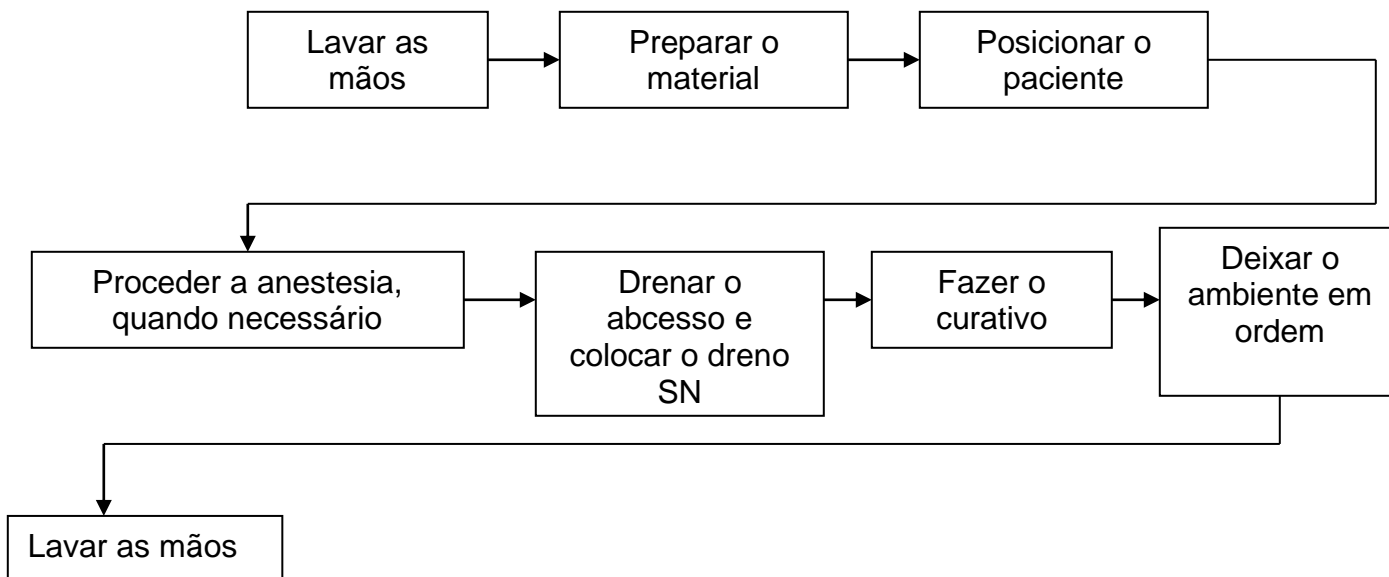 Lavar as
mãos
Preparar o
material
Posicionar o
paciente
Proceder a anestesia,
quando necessário
Drenar o
abcesso e
colocar o dreno
SN
Fazer o
curativo
Deixar o
ambiente em
ordem
Lavar as mãos